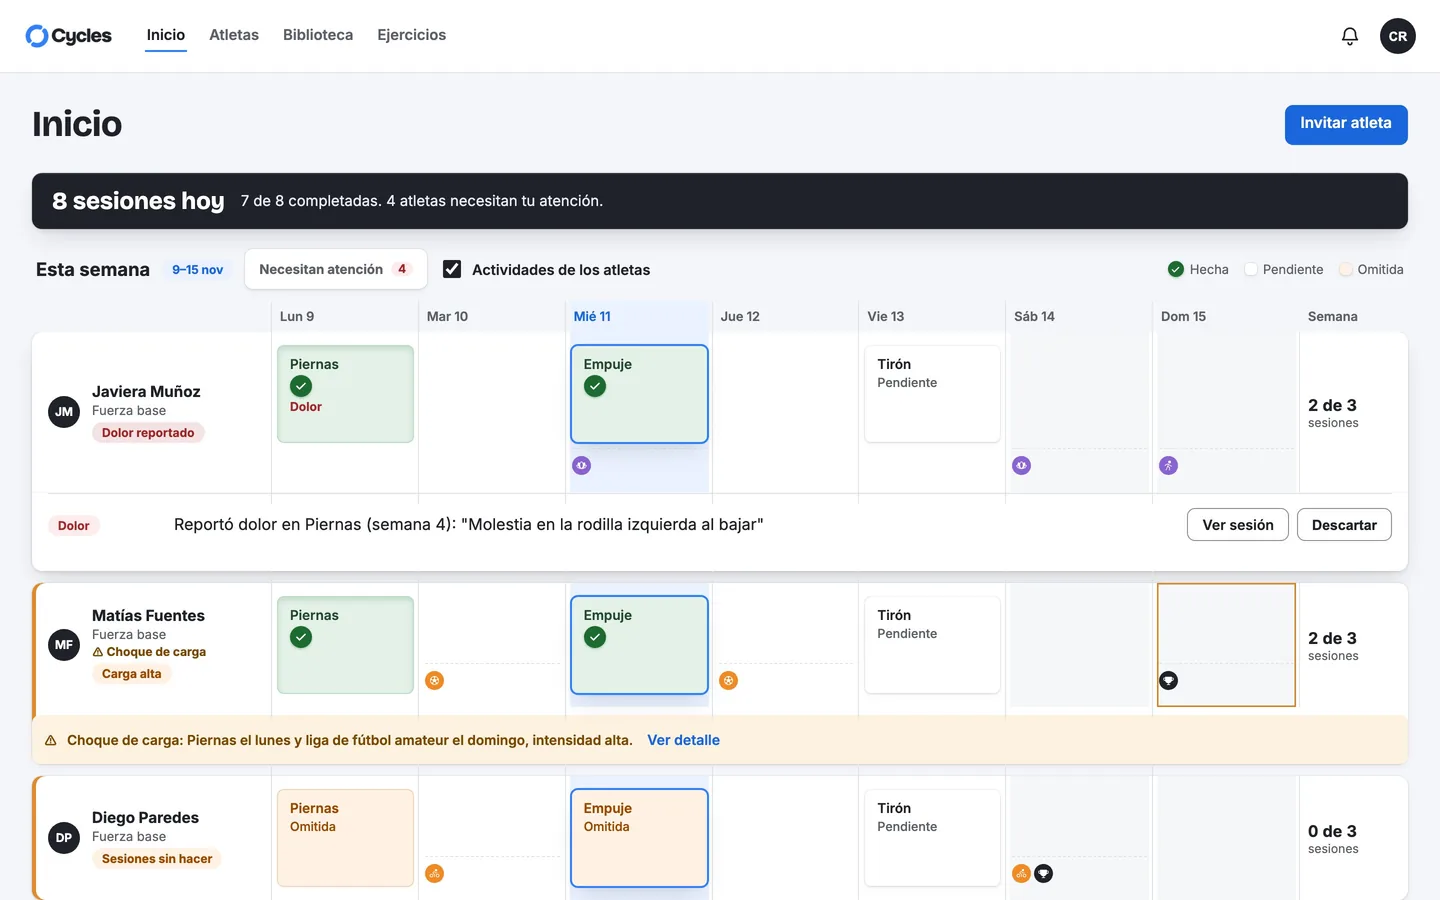 Cycles
Inicio
Atletas
Biblioteca
Ejercicios
CR
Inicio
Invitar atleta
8 sesiones hoy
7 de 8 completadas. 4 atletas necesitan tu atención.
Esta semana
9–15 nov
Necesitan atención 4
Actividades de los atletas
Hecha
Pendiente
Omitida
Lun 9
Mar 10
Mié 11
Jue 12
Vie 13
Sáb 14
Dom 15
Semana
JM
Javiera Muñoz
Fuerza base
Dolor reportado
Piernas
Dolor
Empuje
Tirón
Pendiente
2 de 3
sesiones
Dolor
Reportó dolor en Piernas (semana 4): "Molestia en la rodilla izquierda al bajar"
Ver sesión
Descartar
MF
Matías Fuentes
Fuerza base
Choque de carga
Carga alta
Piernas
Empuje
Tirón
Pendiente
2 de 3
sesiones
Choque de carga: Piernas el lunes y liga de fútbol amateur el domingo, intensidad alta.
Ver detalle
DP
Diego Paredes
Fuerza base
Sesiones sin hacer
Piernas
Omitida
Empuje
Omitida
Tirón
Pendiente
0 de 3
sesiones